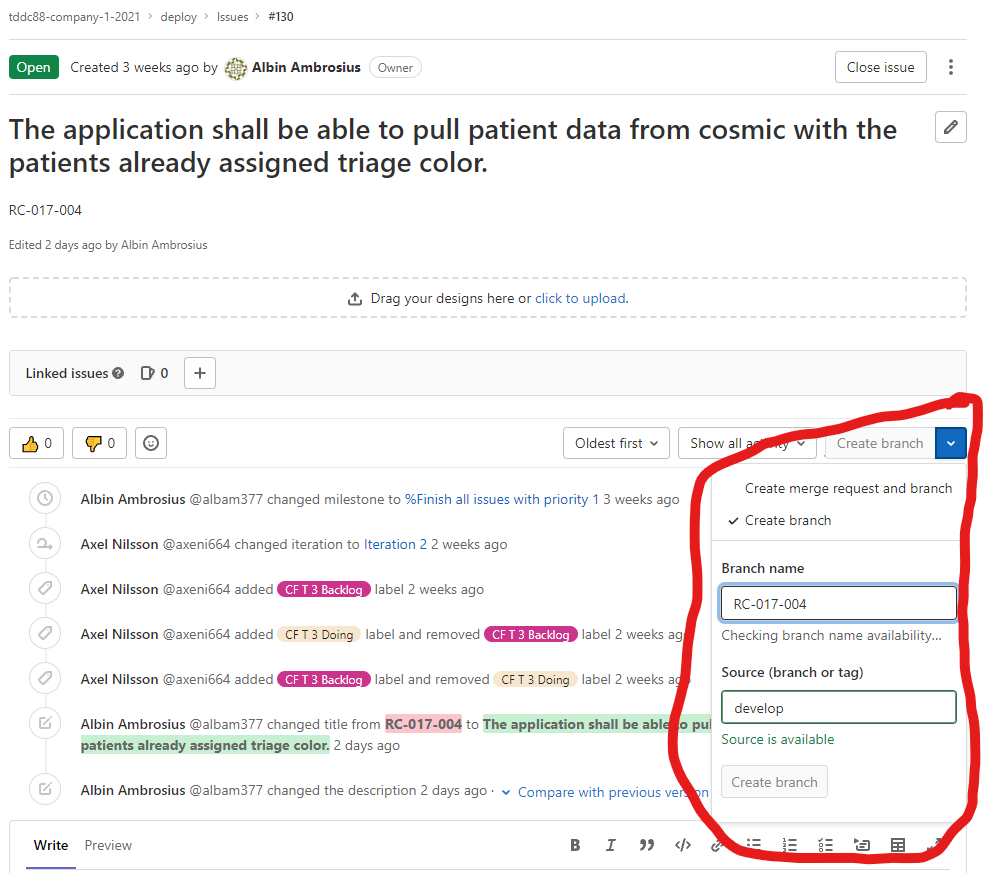 tddc88-company-1-2021 › deploy › Issues › #130
Open Created 3 weeks ago by Albin Ambrosius Owner Close issue
The application shall be able to pull patient data from cosmic with the
patients already assigned triage color.
RC-017-004
Edited 2 days ago by Albin Ambrosius
Drag your designs here or click to upload.
Linked issues 0 +
0 0 Oldest first Show all activity Create branch
Albin Ambrosius @albam377 changed milestone to %Finish all issues with priority 1 3 weeks ago
Axel Nilsson @axeni664 changed iteration to Iteration 2 2 weeks ago
Axel Nilsson @axeni664 added CF T 3 Backlog label 2 weeks ago
Axel Nilsson @axeni664 added CF T 3 Doing label and removed CF T 3 Backlog label 2 weeks ago
Axel Nilsson @axeni664 added CF T 3 Backlog label and removed CF T 3 Doing label 2 weeks
Albin Ambrosius @albam377 changed title from RC-017-004 to The application shall be able to pul
patients already assigned triage color. 2 days ago
Albin Ambrosius @albam377 changed the description 2 days ago · Compare with previous version
Create merge request and branch
Create branch
Branch name
RC-017-004
Checking branch name availability...
Source (branch or tag)
develop
Source is available
Create branch
Write Preview B I